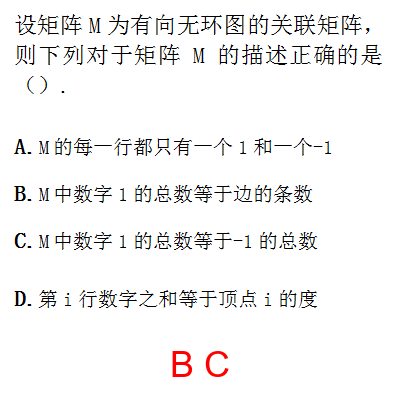 设矩阵 M 为有向无环图的关联矩阵，
则下列对于矩阵 M 的描述正确的是
（）.
A. M 的每一行都只有一个 1 和一个-1
B. M 中数字 1 的总数等于边的条数
C. M 中数字 1 的总数等于-1 的总数
D. 第 i 行数字之和等于顶点 i 的度
B C